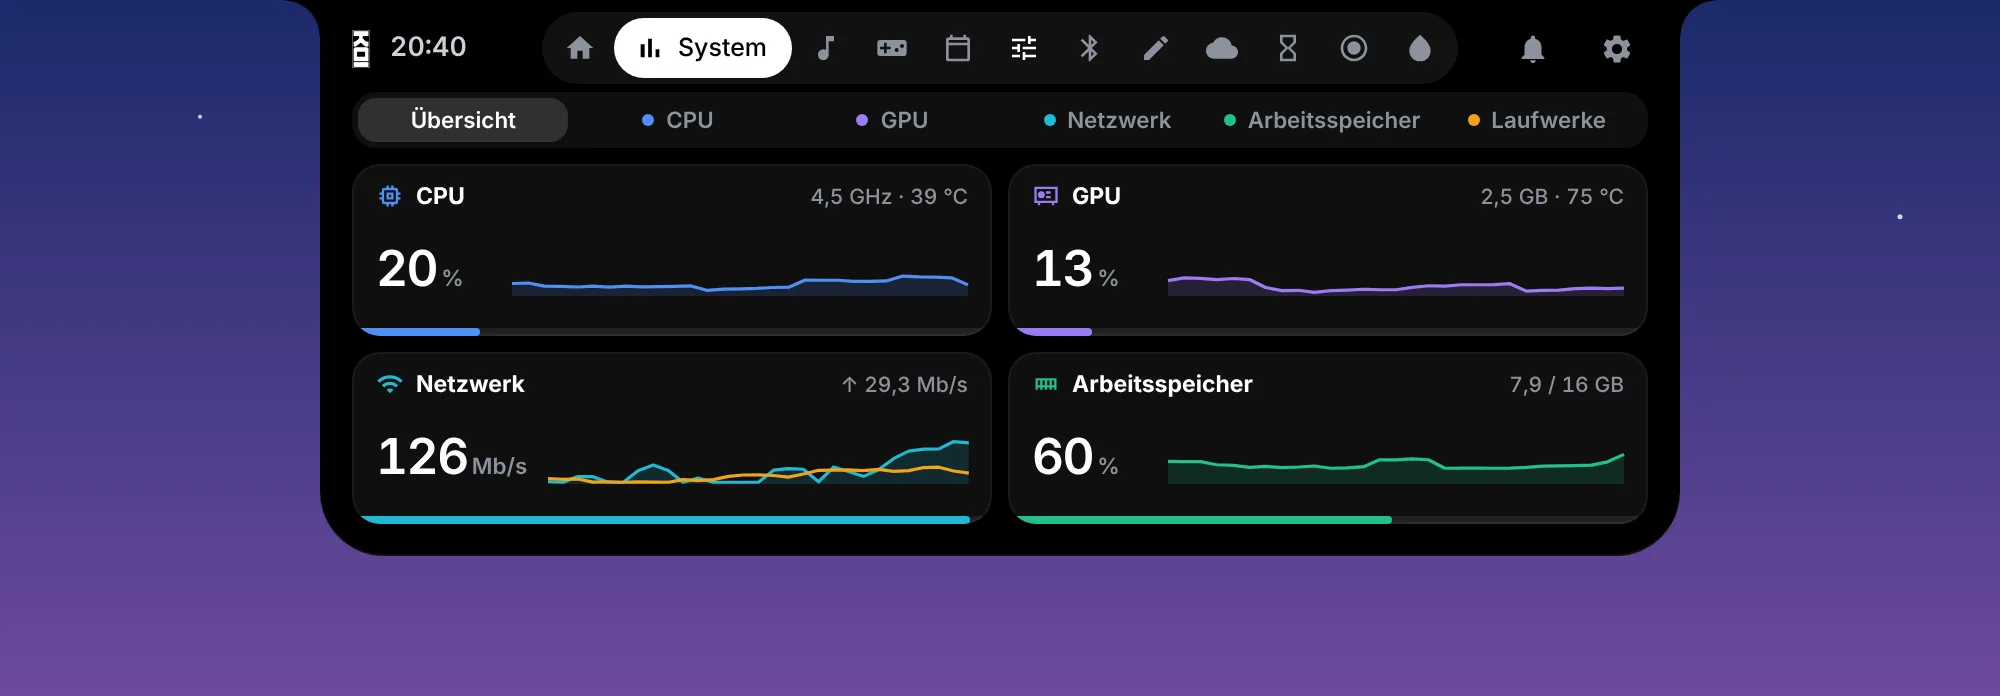 20:40
System
Übersicht
CPU
GPU
Netzwerk
Arbeitsspeicher
Laufwerke
CPU
4,5 GHz · 39 °C
20 %
GPU
2,5 GB · 75 °C
13 %
Netzwerk
↑ 29,3 Mb/s
126 Mb/s
Arbeitsspeicher
7,9 / 16 GB
60 %